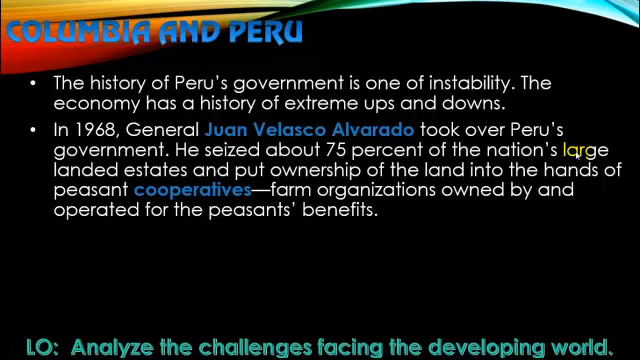 COLUMBIA AND PERU
• The history of Peru's government is one of instability. The
economy has a history of extreme ups and downs.
• In 1968, General Juan Velasco Alvarado took over Peru's
government. He seized about 75 percent of the nation's large
landed estates and put ownership of the land into the hands of
peasant cooperatives—farm organizations owned by and
operated for the peasants' benefits.
LO: Analyze the challenges facing the developing world.